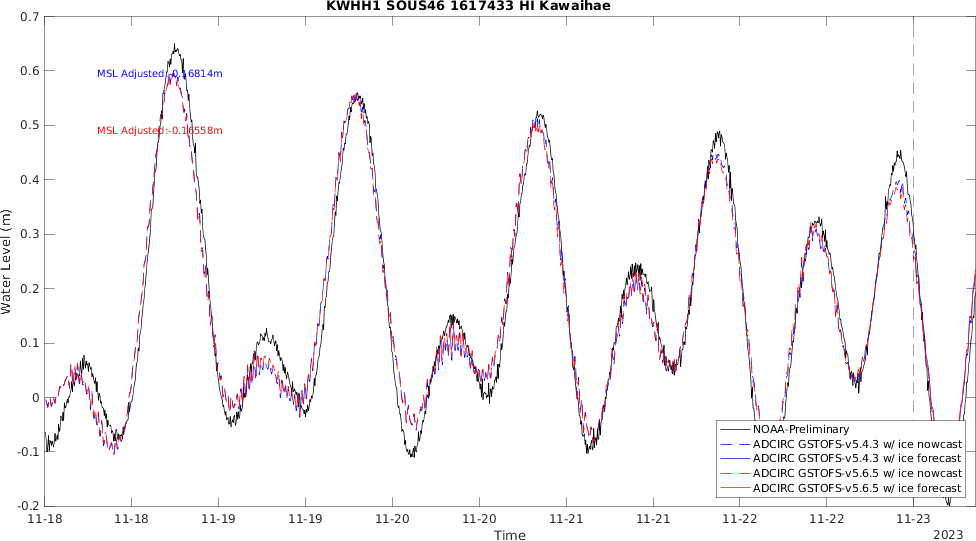 KWHH1 SOUS46 1617433 HI Kawaihae
0.7
0.6
0.5
0.4
0.3
0.2
0.1
0
-0.1
-0.2
Water Level (m)
MSL Adjusted:-0.16814m
MSL Adjusted:-0.16558m
NOAA-Preliminary
ADCIRC GSTOFS-v5.4.3 w/ ice nowcast
ADCIRC GSTOFS-v5.4.3 w/ ice forecast
ADCIRC GSTOFS-v5.6.5 w/ ice nowcast
ADCIRC GSTOFS-v5.6.5 w/ ice forecast
11-18 11-18 11-19 11-19 11-20 11-20 11-21 11-21 11-22 11-22 11-23
Time
2023